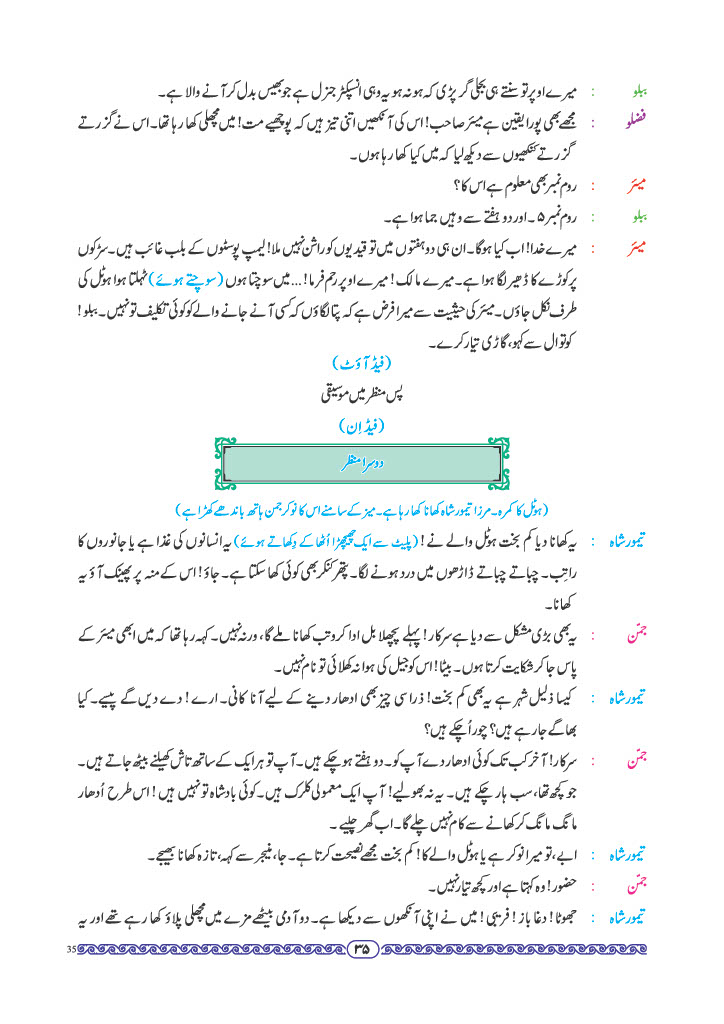 ببلو : میرے اوپر تو سنتے ہی بجلی گر پڑی کہ ہو نہ ہو یہ وہی انسپکٹر جنرل ہے جو بھیس بدل کر آنے والا ہے۔
فضلو : مجھے بھی پورا یقین ہے میئر صاحب! اس کی آنکھیں اتنی تیز ہیں کہ پوچھیے مت! میں مچھلی کھا رہا تھا۔ اس نے گزرتے
گزرتے کنکھیوں سے دیکھ لیا کہ میں کیا کھا رہا ہوں۔
میئر : روم نمبر بھی معلوم ہے اس کا؟
ببلو : روم نمبر ۵۔ اور دو ہفتے سے وہیں جما ہوا ہے۔
میئر : میرے خدا! اب کیا ہوگا۔ ان ہی دو ہفتوں میں تو قیدیوں کو راشن نہیں ملا! لیمپ پوسٹوں کے بلب غائب ہیں۔ سڑکوں
پر کوڑے کا ڈھیر لگا ہوا ہے۔ میرے مالک! میرے اوپر رحم فرما!... میں سوچتا ہوں (سوچتے ہوئے) ٹہلتا ہوا ہوٹل کی
طرف نکل جاؤں۔ میئر کی حیثیت سے میرا فرض ہے کہ پتا لگاؤں کہ کسی آنے جانے والے کو کوئی تکلیف تو نہیں۔ ببلو!
کوتوال سے کہو، گاڑی تیار کرے۔
(فیڈ آؤٹ)
پس منظر میں موسیقی
(فیڈ اِن)
دوسرا منظر
(ہوٹل کا کمرہ۔ مرزا تیمور شاہ کھانا کھا رہا ہے۔ میز کے سامنے اس کا نوکر جمن ہاتھ باندھے کھڑا ہے)
تیمور شاہ : یہ کھانا دیا کم بخت ہوٹل والے نے! (پلیٹ سے ایک چھیچھڑا اُٹھا کے دِکھاتے ہوئے) یہ انسانوں کی غذا ہے یا جانوروں کا
راتب۔ چباتے چباتے ڈاڑھوں میں درد ہونے لگا۔ پتھر کنکر بھی کوئی کھا سکتا ہے۔ جاؤ! اس کے منہ پر پھینک آؤ یہ
کھانا۔
جمّن : یہ بھی بڑی مشکل سے دیا ہے سرکار! پہلے پچھلا بل ادا کرو تب کھانا ملے گا، ورنہ نہیں۔ کہہ رہا تھا کہ میں ابھی میئر کے
پاس جا کر شکایت کرتا ہوں۔ بیٹا! اس کو جیل کی ہوا نہ کھلائی تو نام نہیں۔
تیمور شاہ : کیسا ذلیل شہر ہے یہ بھی کم بخت! ذرا سی چیز بھی ادھار دینے کے لیے آنا کانی۔ ارے! دے دیں گے پیسے۔ کیا
بھاگے جا رہے ہیں؟ چور اُچکے ہیں؟
جمّن : سرکار! آخر کب تک کوئی ادھار دے آپ کو۔ دو ہفتے ہو چکے ہیں۔ آپ تو ہر ایک کے ساتھ تاش کھیلنے بیٹھ جاتے ہیں۔
جو کچھ تھا، سب ہار چکے ہیں۔ یہ نہ بھولیے! آپ ایک معمولی کلرک ہیں۔ کوئی بادشاہ تو نہیں ہیں! اس طرح اُدھار
مانگ مانگ کر کھانے سے کام نہیں چلے گا۔ اب گھر چلیے۔
تیمور شاہ : ابے، تو میرا نوکر ہے یا ہوٹل والے کا! کم بخت مجھے نصیحت کرتا ہے۔ جا، منیجر سے کہہ، تازہ کھانا بھیجے۔
جمّن : حضور! وہ کہتا ہے اور کچھ تیار نہیں۔
تیمور شاہ : جھوٹا! دغا باز! فریبی! میں نے اپنی آنکھوں سے دیکھا ہے۔ دو آدمی بیٹھے مزے میں مچھلی پلاؤ کھا رہے تھے اور یہ
۳۵
35